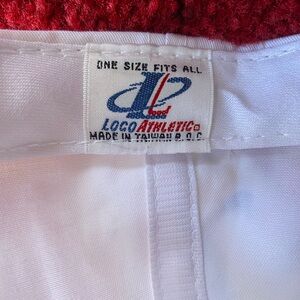 ONE SIZE FITS ALL
LOGO ATHLETIC
MADE IN TAIWAN R.O.C.